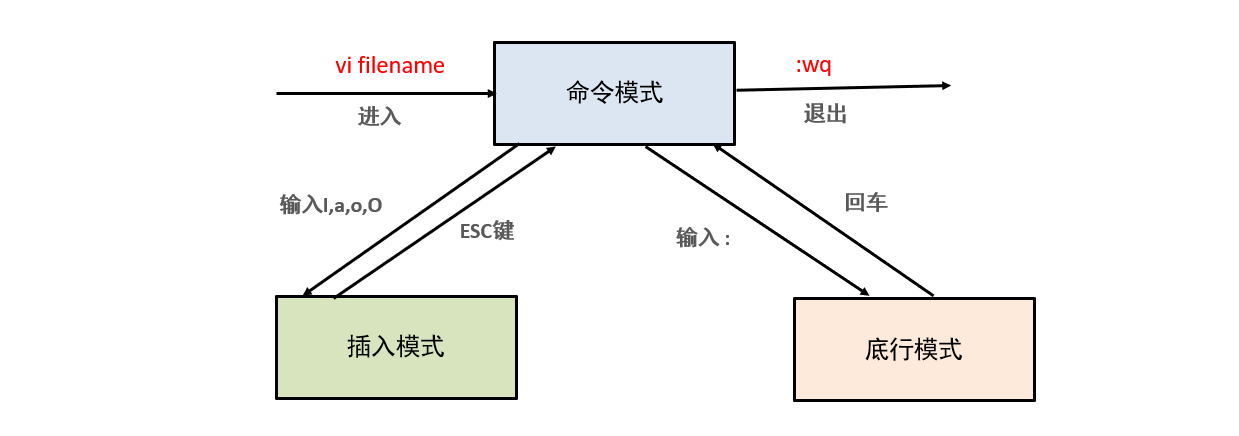 vi filename
:wq
命令模式
进入
退出
输入I,a,o,O
ESC键
输入 :
回车
插入模式
底行模式